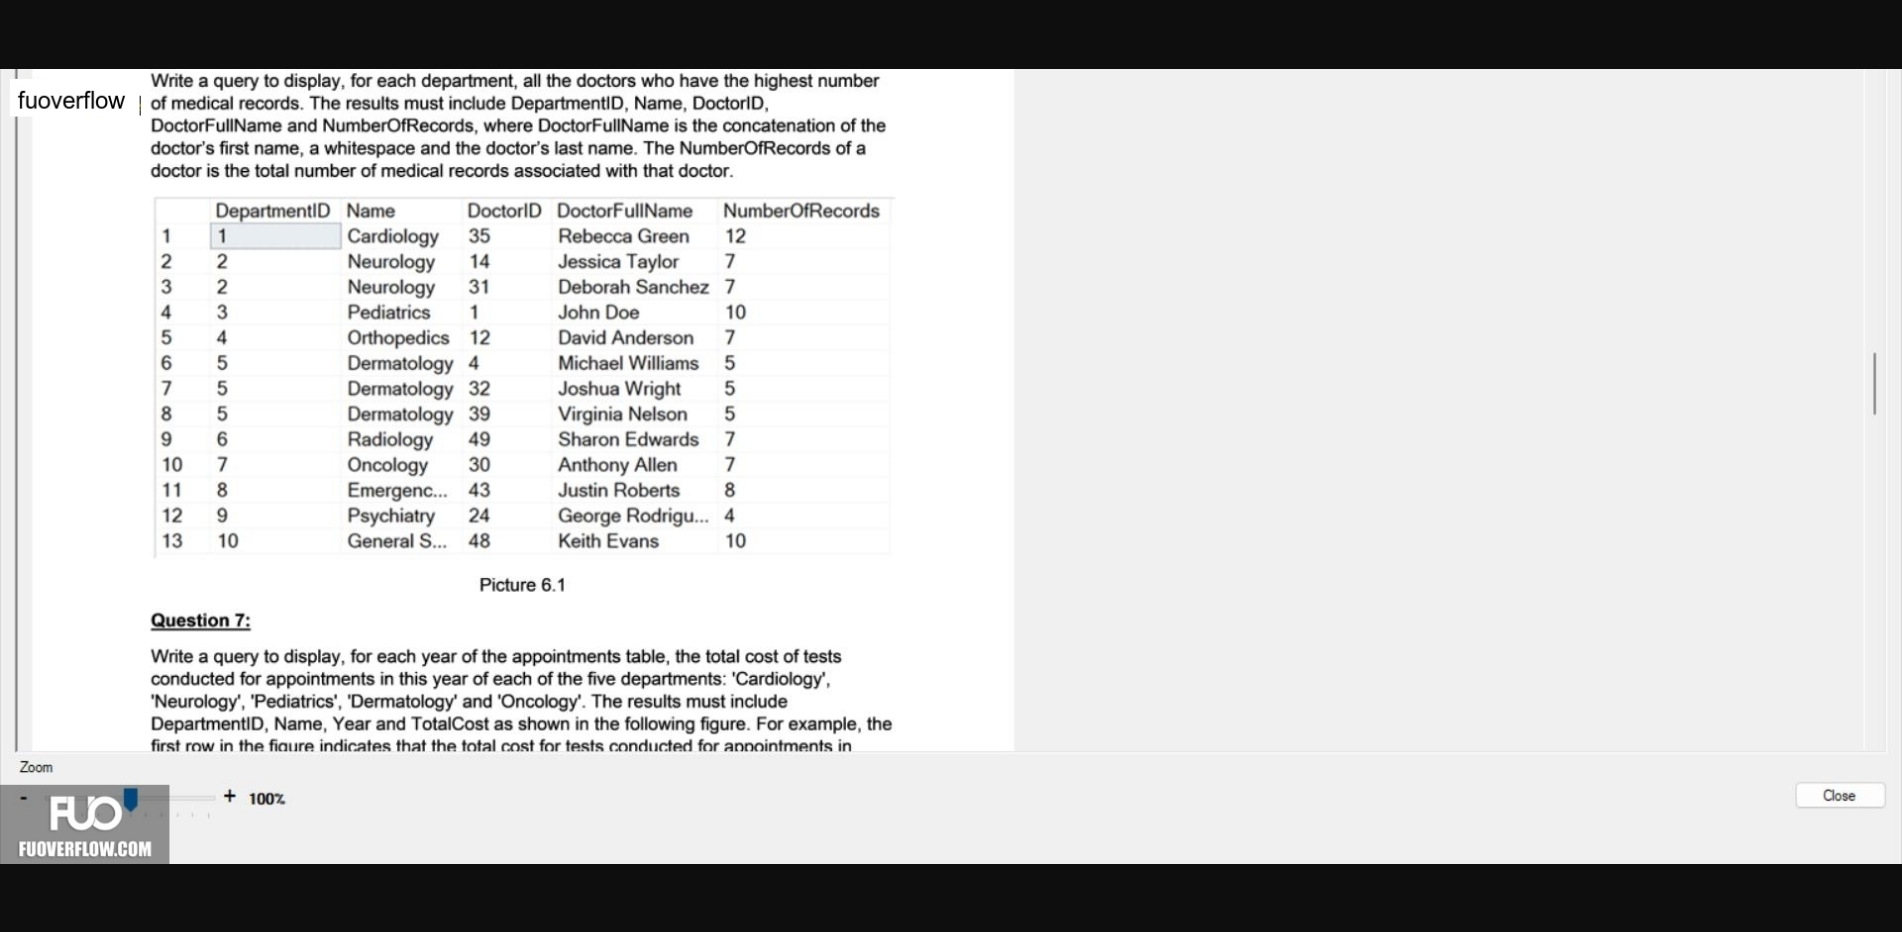 fuoverflow
Write a query to display, for each department, all the doctors who have the highest number
of medical records. The results must include DepartmentID, Name, DoctorID,
DoctorFullName and NumberOfRecords, where DoctorFullName is the concatenation of the
doctor's first name, a whitespace and the doctor's last name. The NumberOfRecords of a
doctor is the total number of medical records associated with that doctor.
DepartmentID Name DoctorID DoctorFullName NumberOfRecords
1 1 Cardiology 35 Rebecca Green 12
2 2 Neurology 14 Jessica Taylor 7
3 2 Neurology 31 Deborah Sanchez 7
4 3 Pediatrics 1 John Doe 10
5 4 Orthopedics 12 David Anderson 7
6 5 Dermatology 4 Michael Williams 5
7 5 Dermatology 32 Joshua Wright 5
8 5 Dermatology 39 Virginia Nelson 5
9 6 Radiology 49 Sharon Edwards 7
10 7 Oncology 30 Anthony Allen 7
11 8 Emergenc... 43 Justin Roberts 8
12 9 Psychiatry 24 George Rodrigu... 4
13 10 General S... 48 Keith Evans 10
Picture 6.1
Question 7:
Write a query to display, for each year of the appointments table, the total cost of tests
conducted for appointments in this year of each of the five departments: 'Cardiology',
'Neurology', 'Pediatrics', 'Dermatology' and 'Oncology'. The results must include
DepartmentID, Name, Year and TotalCost as shown in the following figure. For example, the
first row in the figure indicates that the total cost for tests conducted for appointments in
Zoom
- + 100%
Close
FUO
FUOVERFLOW.COM